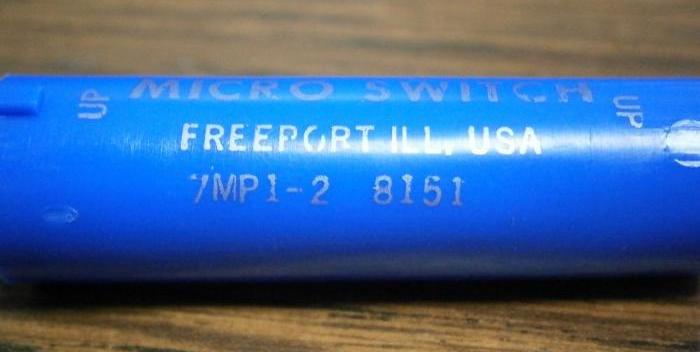 MICRO SWITCH
UP
UP
FREEPORT ILL. USA
7MP1-2 8151